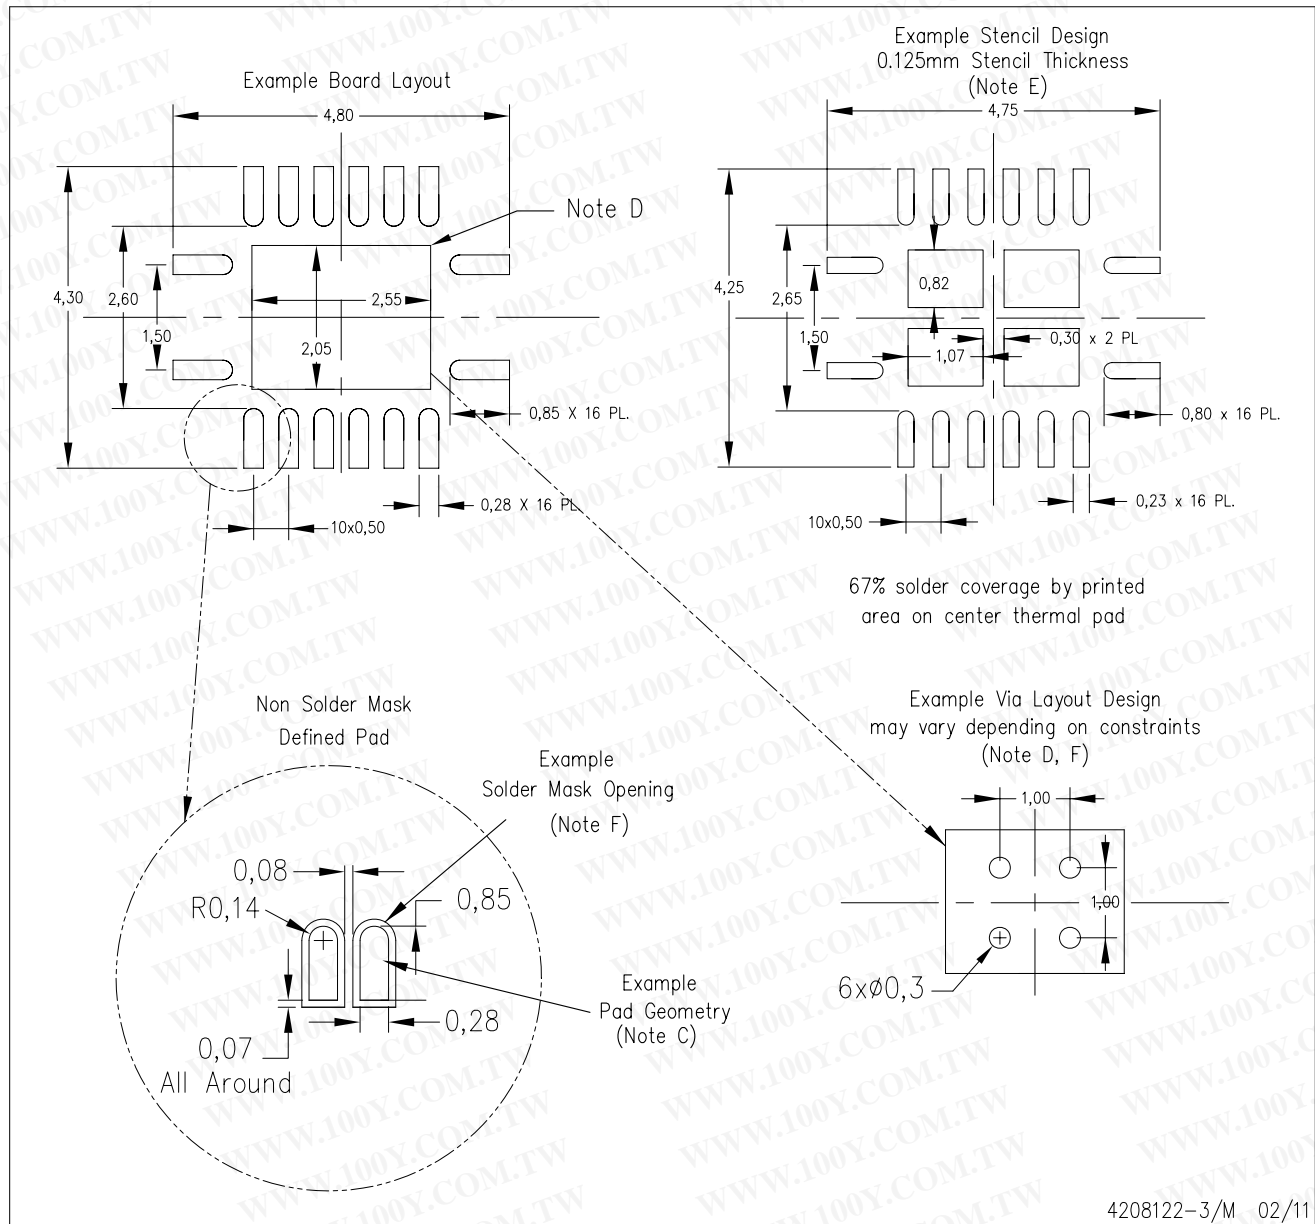 Example Board Layout
4,80
Note D
4,30
2,60
1,50
2,55
2,05
0,85 X 16 PL.
0,28 X 16 PL
10x0,50
Example Stencil Design
0.125mm Stencil Thickness
(Note E)
4,75
4,25
2,65
1,50
0,82
0,30 x 2 PL
1,07
0,80 x 16 PL.
0,23 x 16 PL.
10x0,50
67% solder coverage by printed
area on center thermal pad
Non Solder Mask
Defined Pad
Example
Solder Mask Opening
(Note F)
0,08
R0,14
0,85
Example
Pad Geometry
(Note C)
0,28
0,07
All Around
Example Via Layout Design
may vary depending on constraints
(Note D, F)
1,00
1,00
6xø0,3
4208122-3/M 02/11
WWW.100Y.COM.TW